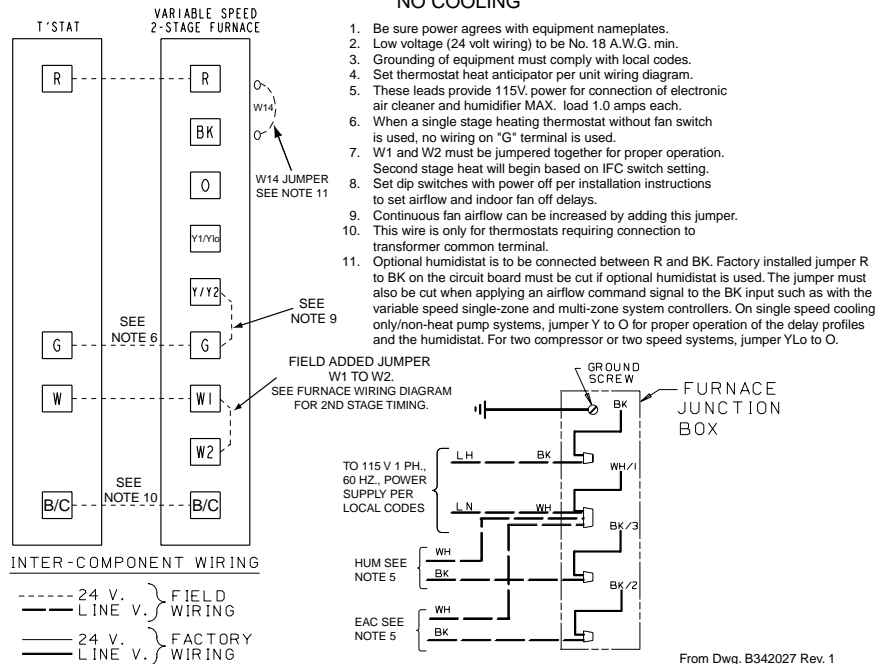 NO COOLING
VARIABLE SPEED
2-STAGE FURNACE
T'STAT
R
R
W14
BK
W14 JUMPER
SEE NOTE 11
O
Y1/Ylo
Y/Y2
SEE
NOTE 9
G
SEE
NOTE 6
G
FIELD ADDED JUMPER
W1 TO W2.
SEE FURNACE WIRING DIAGRAM
FOR 2ND STAGE TIMING.
W
W1
W2
B/C
SEE
NOTE 10
B/C
INTER-COMPONENT WIRING
24 V.
LINE V.
FIELD
WIRING
24 V.
LINE V.
FACTORY
WIRING
1. Be sure power agrees with equipment nameplates.
2. Low voltage (24 volt wiring) to be No. 18 A.W.G. min.
3. Grounding of equipment must comply with local codes.
4. Set thermostat heat anticipator per unit wiring diagram.
5. These leads provide 115V. power for connection of electronic
air cleaner and humidifier MAX. load 1.0 amps each.
6. When a single stage heating thermostat without fan switch
is used, no wiring on "G" terminal is used.
7. W1 and W2 must be jumpered together for proper operation.
Second stage heat will begin based on IFC switch setting.
8. Set dip switches with power off per installation instructions
to set airflow and indoor fan off delays.
9. Continuous fan airflow can be increased by adding this jumper.
10. This wire is only for thermostats requiring connection to
transformer common terminal.
11. Optional humidistat is to be connected between R and BK. Factory installed jumper R
to BK on the circuit board must be cut if optional humidistat is used. The jumper must
also be cut when applying an airflow command signal to the BK input such as with the
variable speed single-zone and multi-zone system controllers. On single speed cooling
only/non-heat pump systems, jumper Y to O for proper operation of the delay profiles
and the humidistat. For two compressor or two speed systems, jumper YLo to O.
GROUND
SCREW
FURNACE
JUNCTION
BOX
BK
LH
BK
WH/1
TO 115 V 1 PH.,
60 HZ., POWER
SUPPLY PER
LOCAL CODES
LN
WH
BK/3
HUM SEE
NOTE 5
WH
BK
BK/2
EAC SEE
NOTE 5
WH
BK
From Dwg. B342027 Rev. 1